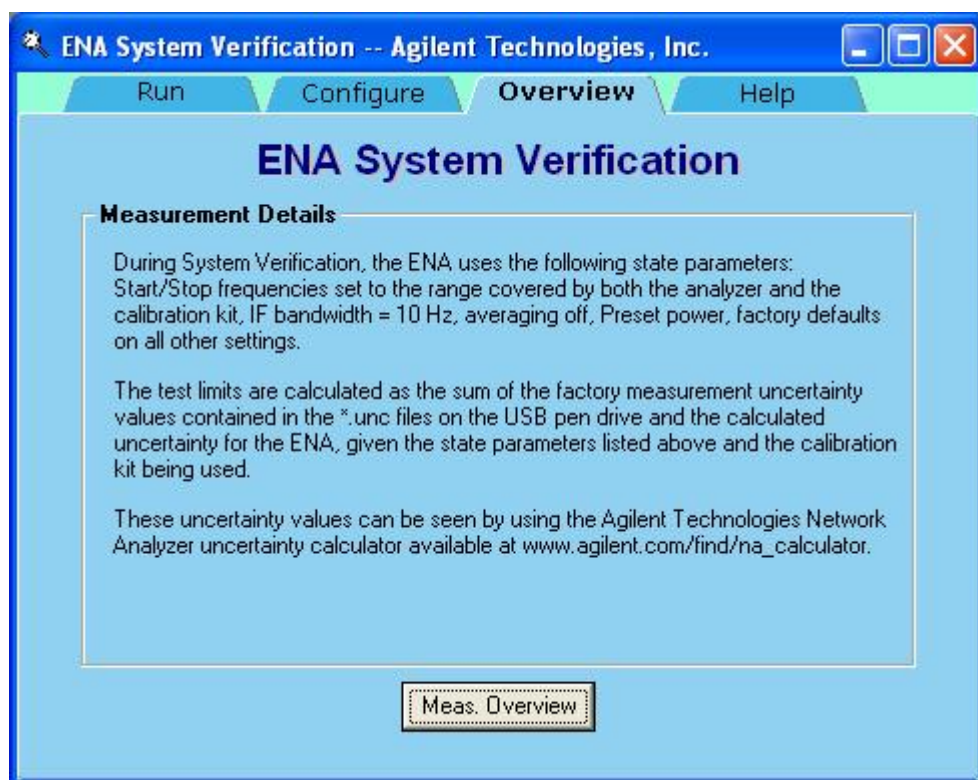 ENA System Verification -- Agilent Technologies, Inc.
Run Configure Overview Help
ENA System Verification
Measurement Details
During System Verification, the ENA uses the following state parameters:
Start/Stop frequencies set to the range covered by both the analyzer and the
calibration kit, IF bandwidth = 10 Hz, averaging off, Preset power, factory defaults
on all other settings.
The test limits are calculated as the sum of the factory measurement uncertainty
values contained in the *.unc files on the USB pen drive and the calculated
uncertainty for the ENA, given the state parameters listed above and the calibration
kit being used.
These uncertainty values can be seen by using the Agilent Technologies Network
Analyzer uncertainty calculator available at www.agilent.com/find/na_calculator.
Meas. Overview